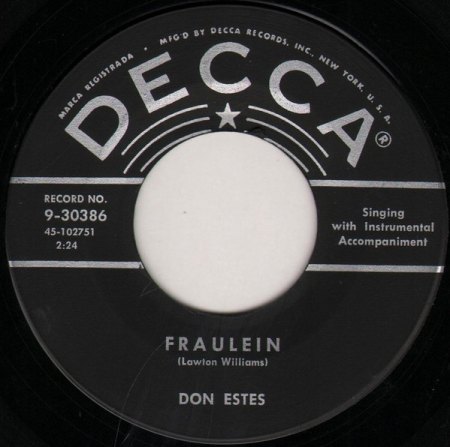 MARCA REGISTRADA • MFG'D BY DECCA RECORDS, INC., NEW YORK, U.S.A.
DECCA®
RECORD NO.
9-30386
45-102751
2:24
Singing
with Instrumental
Accompaniment
FRAULEIN
(Lawton Williams)
DON ESTES